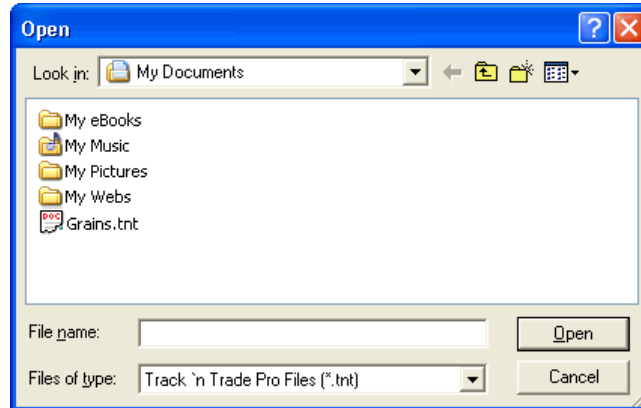 Open
Look in: My Documents
My eBooks
My Music
My Pictures
My Webs
DOC Grains.tnt
File name: Open
Files of type: Track `n Trade Pro Files (*.tnt) Cancel